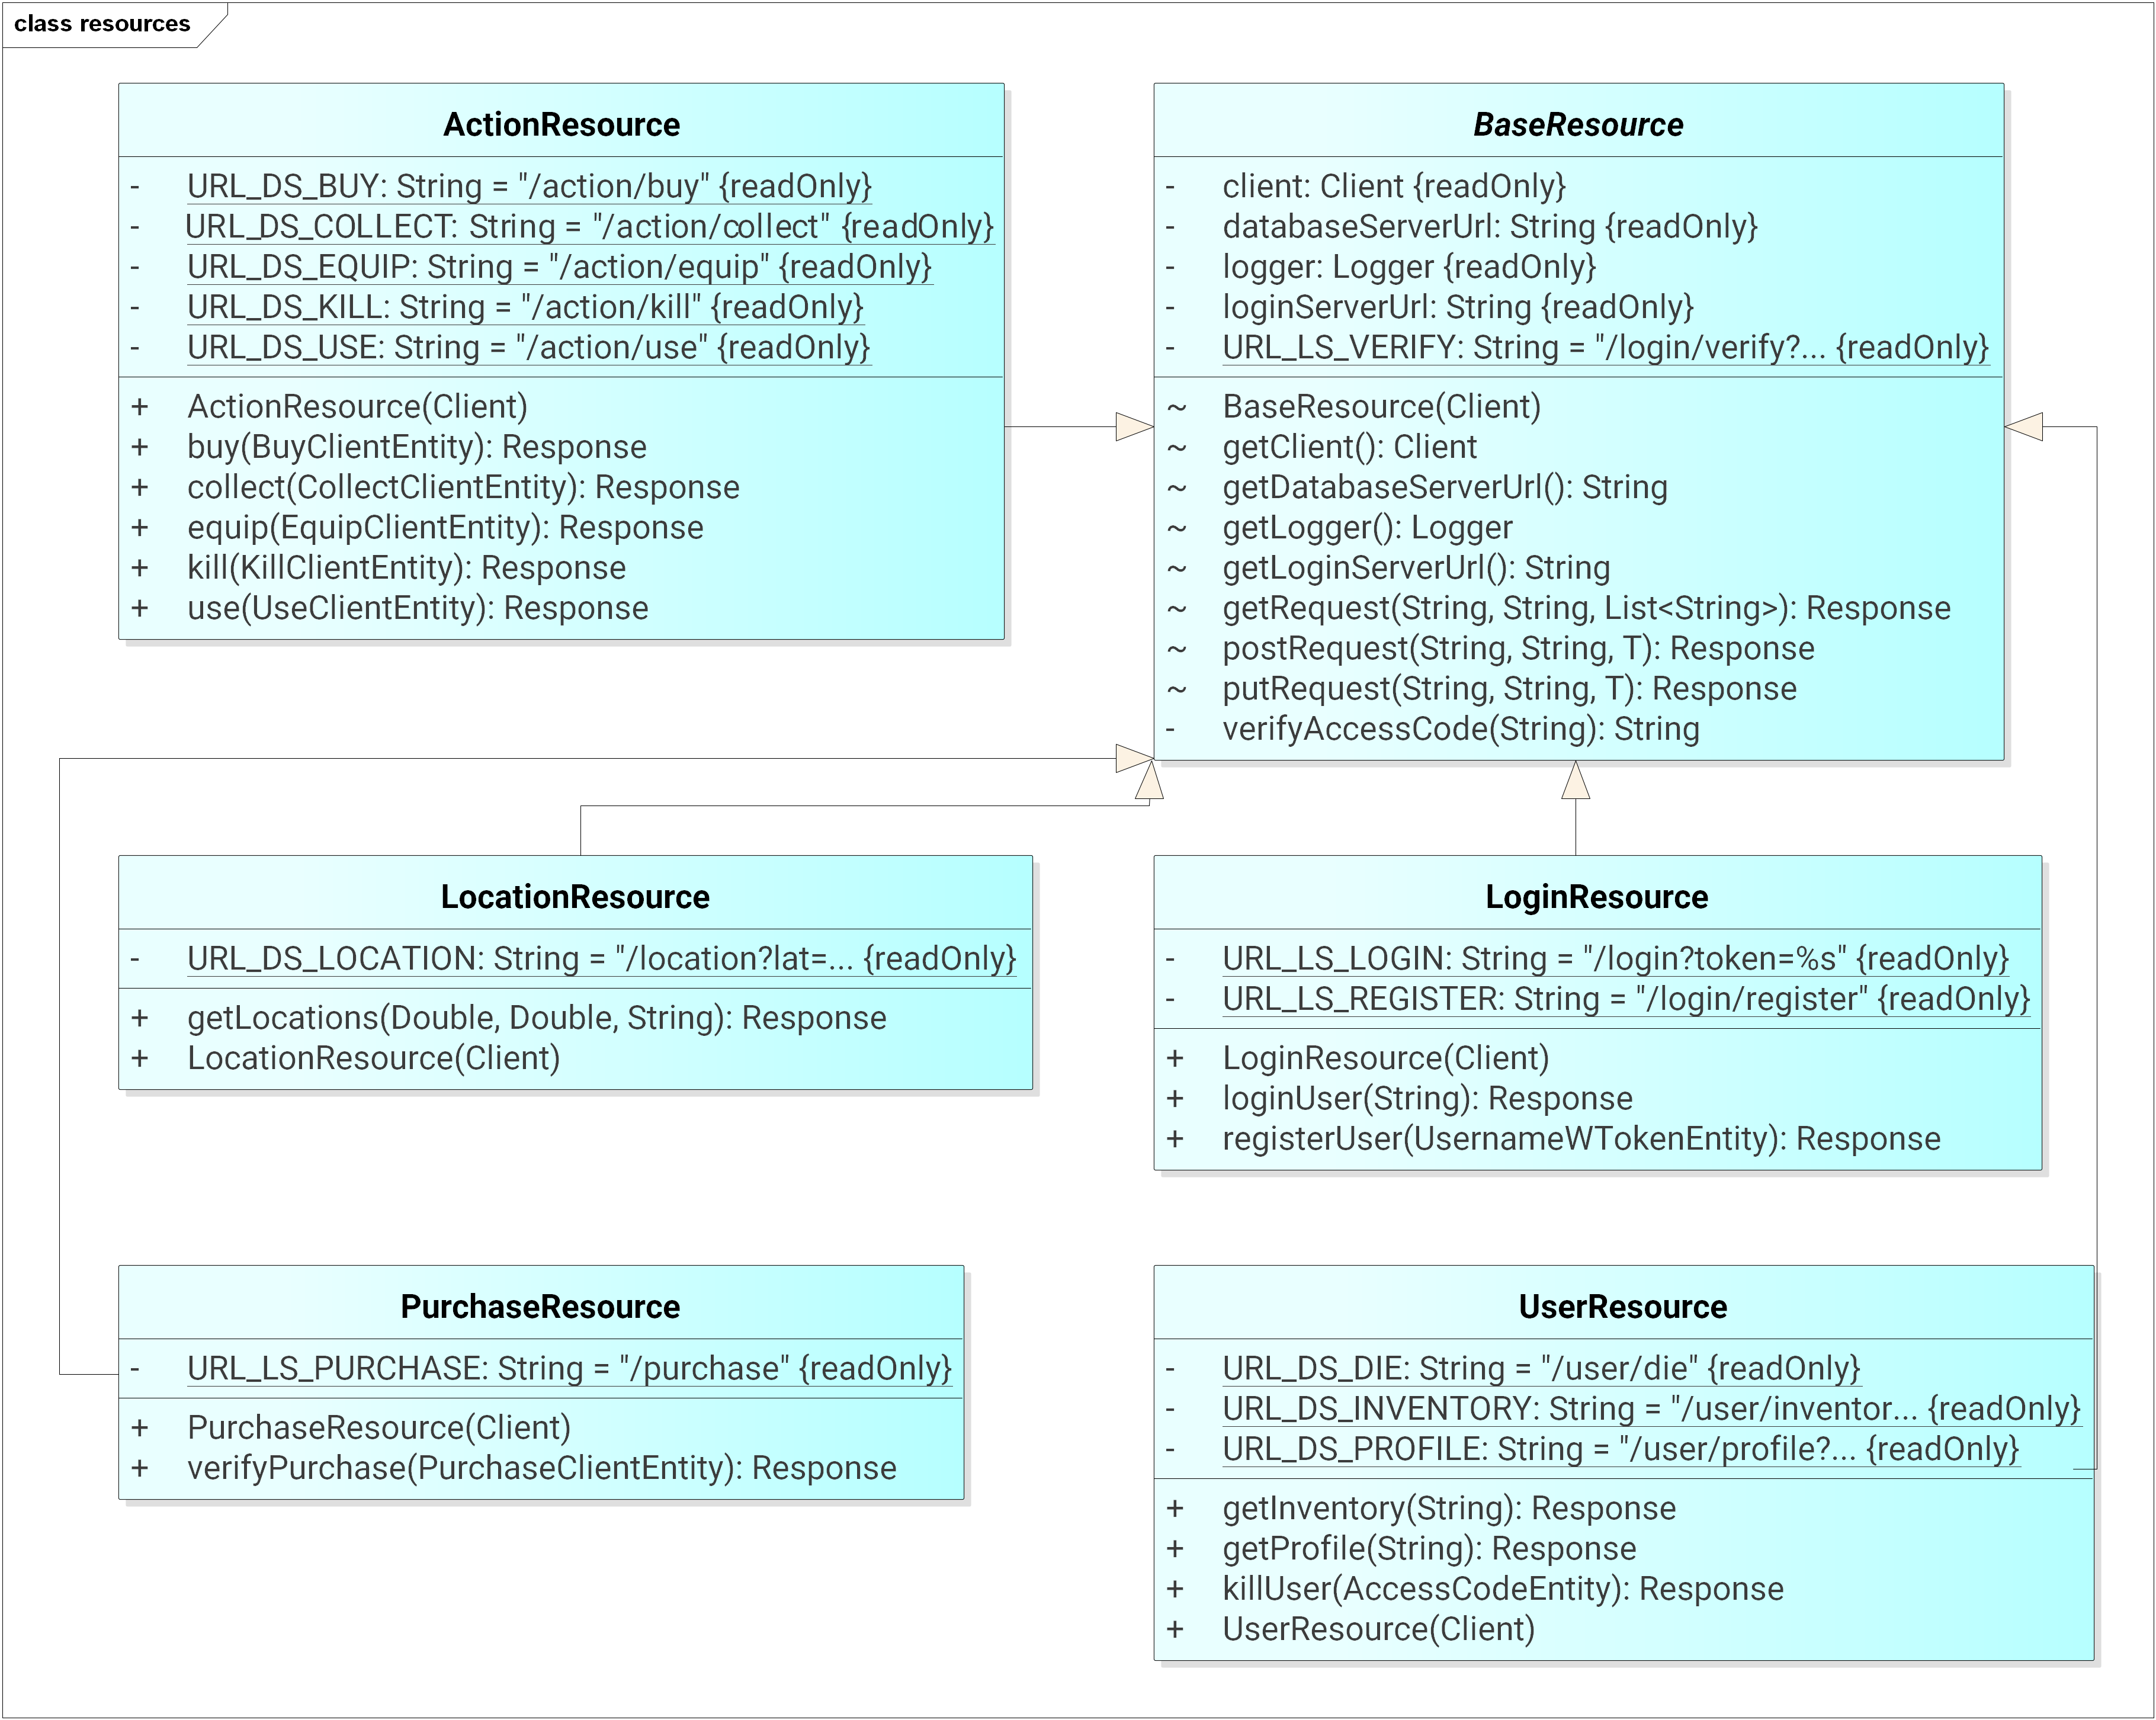 class resources
ActionResource
- URL_DS_BUY: String = "/action/buy" {readOnly}
- URL_DS_COLLECT: String = "/action/collect" {readOnly}
- URL_DS_EQUIP: String = "/action/equip" {readOnly}
- URL_DS_KILL: String = "/action/kill" {readOnly}
- URL_DS_USE: String = "/action/use" {readOnly}
+ ActionResource(Client)
+ buy(BuyClientEntity): Response
+ collect(CollectClientEntity): Response
+ equip(EquipClientEntity): Response
+ kill(KillClientEntity): Response
+ use(UseClientEntity): Response
BaseResource
- client: Client {readOnly}
- databaseServerUrl: String {readOnly}
- logger: Logger {readOnly}
- loginServerUrl: String {readOnly}
- URL_LS_VERIFY: String = "/login/verify?... {readOnly}
~ BaseResource(Client)
~ getClient(): Client
~ getDatabaseServerUrl(): String
~ getLogger(): Logger
~ getLoginServerUrl(): String
~ getRequest(String, String, List<String>): Response
~ postRequest(String, String, T): Response
~ putRequest(String, String, T): Response
- verifyAccessCode(String): String
LocationResource
- URL_DS_LOCATION: String = "/location?lat=... {readOnly}
+ getLocations(Double, Double, String): Response
+ LocationResource(Client)
LoginResource
- URL_LS_LOGIN: String = "/login?token=%s" {readOnly}
- URL_LS_REGISTER: String = "/login/register" {readOnly}
+ LoginResource(Client)
+ loginUser(String): Response
+ registerUser(UsernameWTokenEntity): Response
PurchaseResource
- URL_LS_PURCHASE: String = "/purchase" {readOnly}
+ PurchaseResource(Client)
+ verifyPurchase(PurchaseClientEntity): Response
UserResource
- URL_DS_DIE: String = "/user/die" {readOnly}
- URL_DS_INVENTORY: String = "/user/inventor... {readOnly}
- URL_DS_PROFILE: String = "/user/profile?... {readOnly}
+ getInventory(String): Response
+ getProfile(String): Response
+ killUser(AccessCodeEntity): Response
+ UserResource(Client)